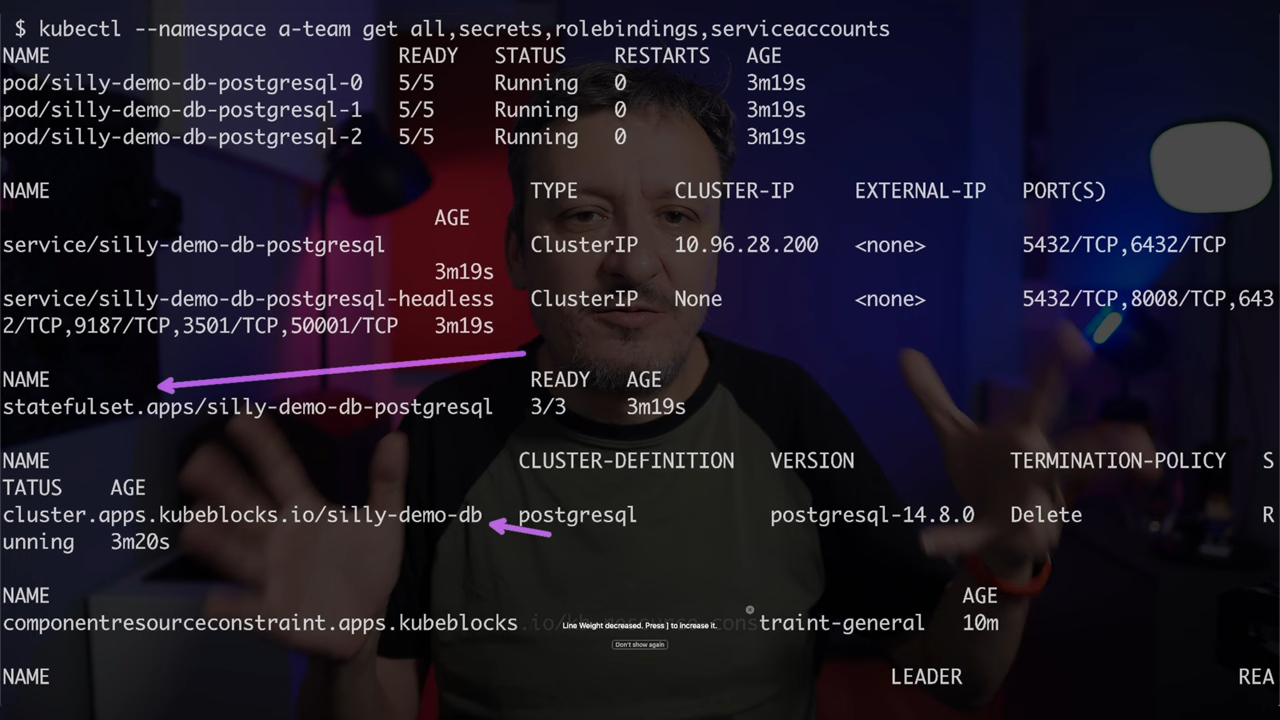 $ kubectl --namespace a-team get all,secrets,rolebindings,serviceaccounts
NAME READY STATUS RESTARTS AGE
pod/silly-demo-db-postgresql-0 5/5 Running 0 3m19s
pod/silly-demo-db-postgresql-1 5/5 Running 0 3m19s
pod/silly-demo-db-postgresql-2 5/5 Running 0 3m19s
NAME TYPE CLUSTER-IP EXTERNAL-IP PORT(S)
AGE
service/silly-demo-db-postgresql ClusterIP 10.96.28.200 <none> 5432/TCP,6432/TCP
3m19s
service/silly-demo-db-postgresql-headless ClusterIP None <none> 5432/TCP,8008/TCP,643
2/TCP,9187/TCP,3501/TCP,50001/TCP 3m19s
NAME READY AGE
statefulset.apps/silly-demo-db-postgresql 3/3 3m19s
NAME CLUSTER-DEFINITION VERSION TERMINATION-POLICY S
TATUS AGE
cluster.apps.kubeblocks.io/silly-demo-db postgresql postgresql-14.8.0 Delete R
unning 3m20s
NAME AGE
componentresourceconstraint.apps.kubeblocks.io/kb-resource-constraint-general 10m
Line Weight decreased. Press ] to increase it.
Don't show again
NAME LEADER REA